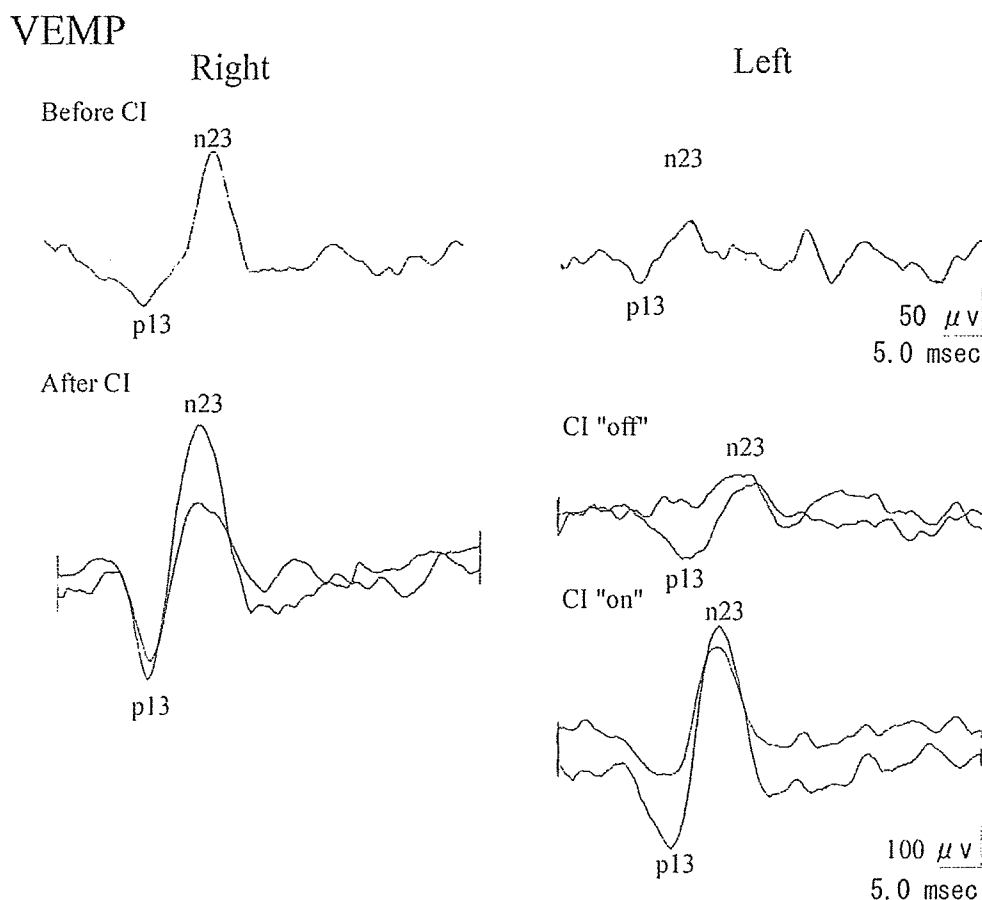 VEMP
Right
Left
Before CI
n23
p13
n23
p13
50 μv
5.0 msec
After CI
n23
p13
CI "off"
n23
p13
CI "on"
n23
p13
100 μv
5.0 msec